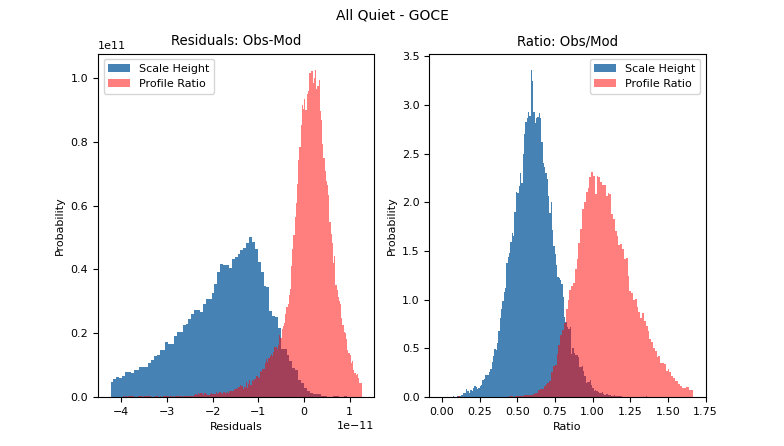 All Quiet - GOCE
Residuals: Obs-Mod
1e11
Scale Height
Profile Ratio
Probability
1.0
0.8
0.6
0.4
0.2
0.0
−4
−3
−2
−1
0
1
1e−11
Residuals
Ratio: Obs/Mod
Scale Height
Profile Ratio
Probability
3.5
3.0
2.5
2.0
1.5
1.0
0.5
0.0
0.00
0.25
0.50
0.75
1.00
1.25
1.50
1.75
Ratio